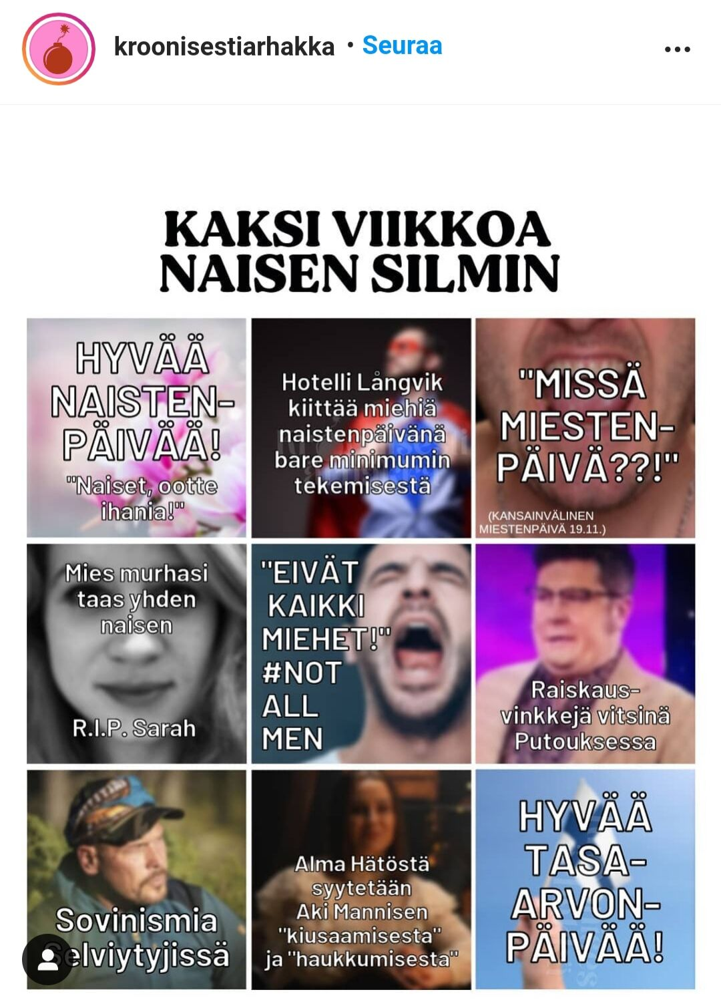 kroonisestiarhakka • Seuraa
KAKSI VIIKKOA
NAISEN SILMIN
HYVÄÄ
NAISTEN-
PÄIVÄÄ!
"Naiset, ootte
ihania!"
Hotelli Långvik
kiittää miehiä
naistenpäivänä
bare minimumin
tekemisestä
"MISSÄ
MIESTEN-
PÄIVÄ??!"
(KANSAINVÄLINEN
MIESTENPÄIVÄ 19.11.)
Mies murhasi
taas yhden
naisen
R.I.P. Sarah
"EIVÄT
KAIKKI
MIEHET!"
#NOT
ALL
MEN
Raiskaus-
vinkkejä vitsinä
Putouksessa
Sovinismia
Selviytyjissä
Alma Hätöstä
syytetään
Aki Mannisen
"kiusaamisesta"
ja "haukkumisesta"
HYVÄÄ
TASA-
ARVON-
PÄIVÄÄ!